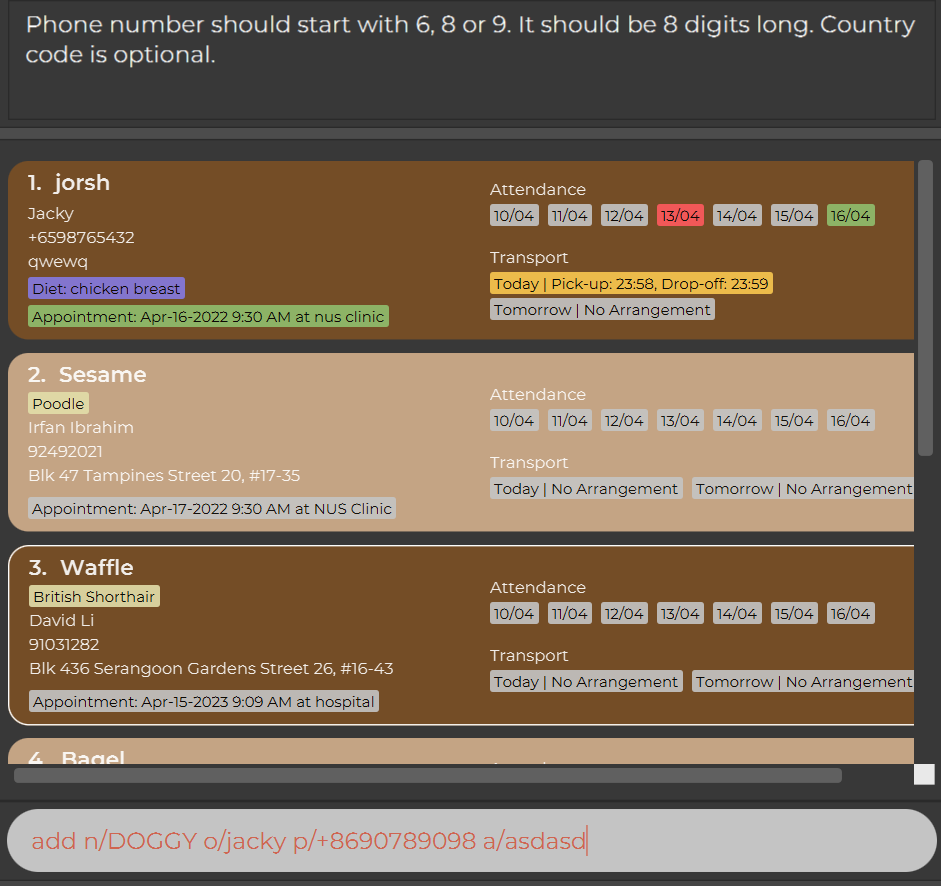 Phone number should start with 6, 8 or 9. It should be 8 digits long. Country
code is optional.
1. jorsh
Jacky
+6598765432
qwewq
Diet: chicken breast
Appointment: Apr-16-2022 9:30 AM at nus clinic
Attendance
10/04 11/04 12/04 13/04 14/04 15/04 16/04
Transport
Today | Pick-up: 23:58, Drop-off: 23:59
Tomorrow | No Arrangement
2. Sesame
Poodle
Irfan Ibrahim
92492021
Blk 47 Tampines Street 20, #17-35
Appointment: Apr-17-2022 9:30 AM at NUS Clinic
Attendance
10/04 11/04 12/04 13/04 14/04 15/04 16/04
Transport
Today | No Arrangement Tomorrow | No Arrangement
3. Waffle
British Shorthair
David Li
91031282
Blk 436 Serangoon Gardens Street 26, #16-43
Appointment: Apr-15-2023 9:09 AM at hospital
Attendance
10/04 11/04 12/04 13/04 14/04 15/04 16/04
Transport
Today | No Arrangement Tomorrow | No Arrangement
4. Bagel
add n/DOGGY o/jacky p/+8690789098 a/asdasd